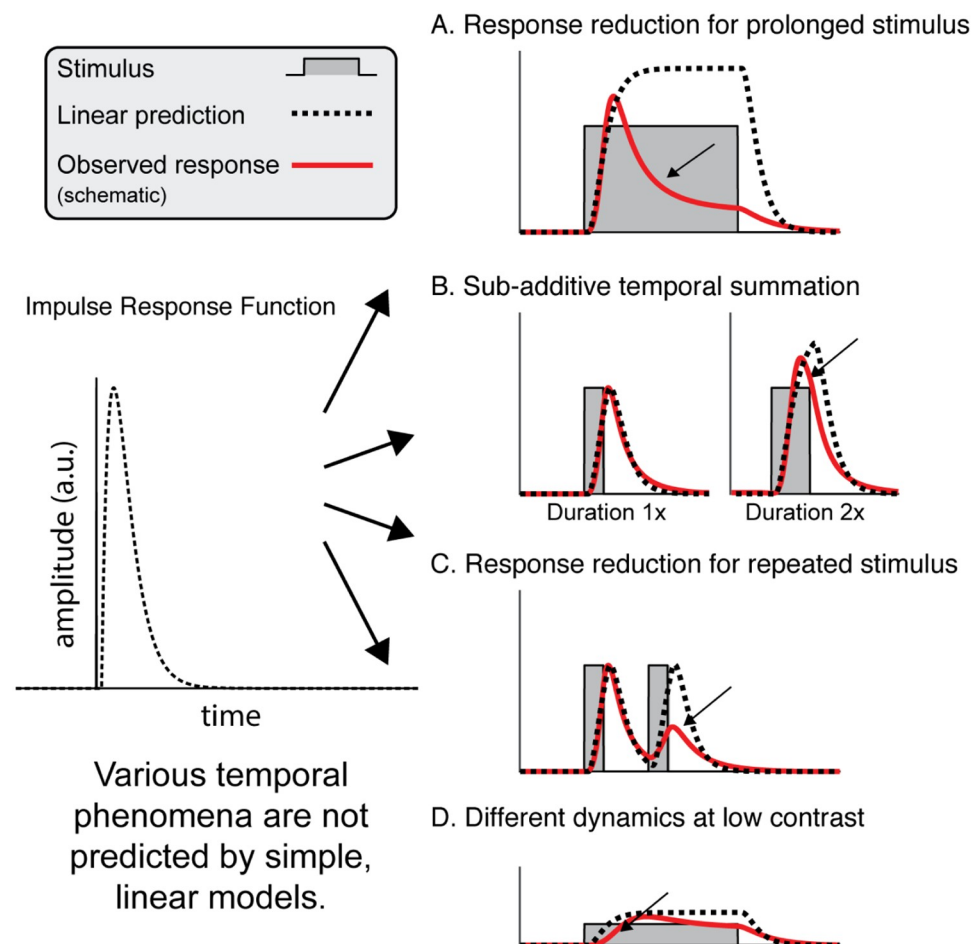 Stimulus
Linear prediction
Observed response
(schematic)
Impulse Response Function
amplitude (a.u.)
time
Various temporal
phenomena are not
predicted by simple,
linear models.
A. Response reduction for prolonged stimulus
B. Sub-additive temporal summation
Duration 1x
Duration 2x
C. Response reduction for repeated stimulus
D. Different dynamics at low contrast